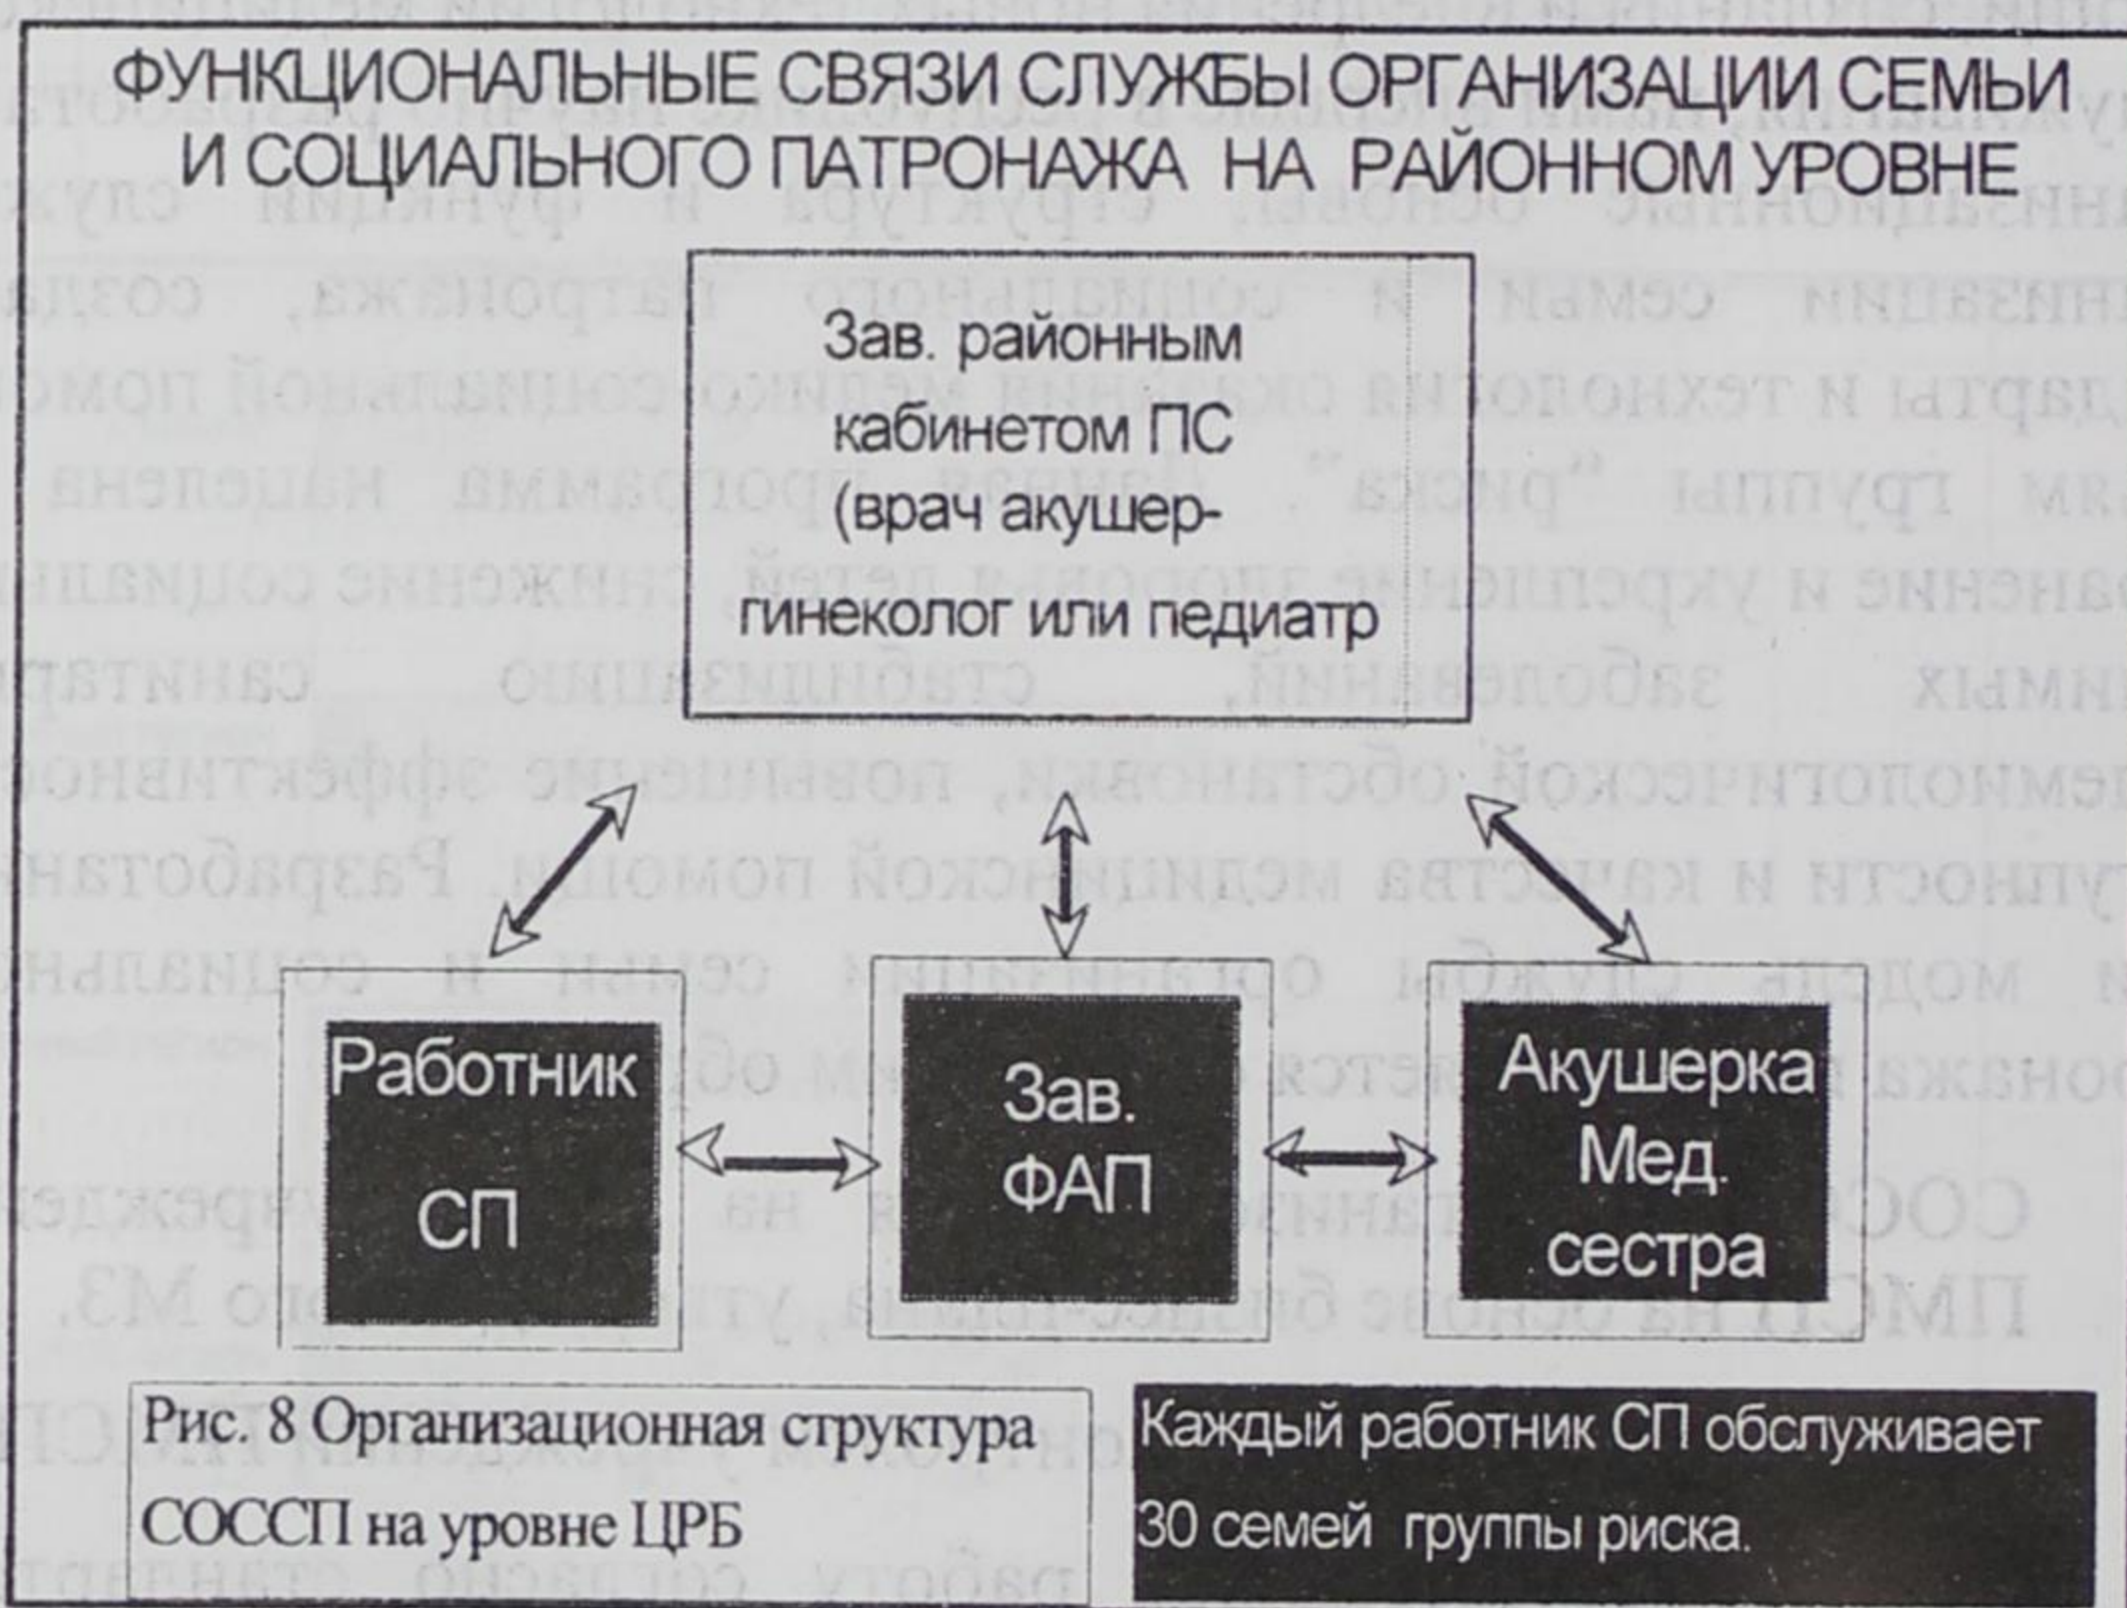 ФУНКЦИОНАЛЬНЫЕ СВЯЗИ СЛУЖБЫ ОРГАНИЗАЦИИ СЕМЬИ
И СОЦИАЛЬНОГО ПАТРОНАЖА НА РАЙОННОМ УРОВНЕ
Зав. районным
кабинетом ПС
(врач акушер-
гинеколог или педиатр
Работник
СП
Зав.
ФАП
Акушерка
Мед.
сестра
Рис. 8 Организационная структура
СОССП на уровне ЦРБ
Каждый работник СП обслуживает
30 семей группы риска.